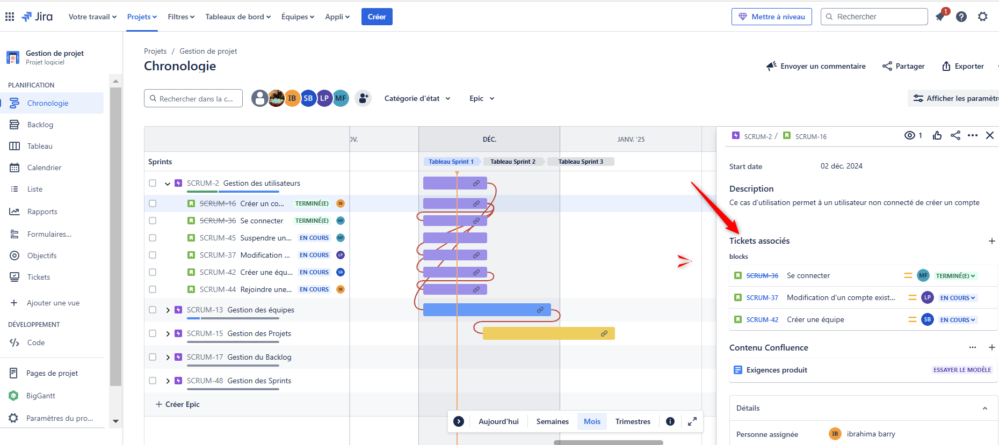 Jira
Votre travail
Projets
Filtres
Tableaux de bord
Équipes
Appli
Créer
Mettre à niveau
Rechercher
1
Gestion de projet
Projet logiciel
PLANIFICATION
Chronologie
Backlog
Tableau
Calendrier
Liste
Rapports
Formulaires...
Objectifs
Tickets
Ajouter une vue
DÉVELOPPEMENT
Code
Pages de projet
BigGantt
Paramètres du pro...
Projets / Gestion de projet
Chronologie
Envoyer un commentaire
Partager
Exporter
Rechercher dans la c...
IB
SB
LP
MF
Catégorie d'état
Epic
Afficher les paramètre
OV.
DÉC.
JANV. '25
Sprints
Tableau Sprint 1
Tableau Sprint 2
Tableau Sprint 3
SCRUM-2 Gestion des utilisateurs
SCRUM-16 Créer un co... TERMINÉ(E) IB
SCRUM-36 Se connecter TERMINÉ(E) MF
SCRUM-45 Suspendre un... EN COURS MF
SCRUM-37 Modification ... EN COURS LP
SCRUM-42 Créer une équ... EN COURS SB
SCRUM-44 Rejoindre une... EN COURS IB
SCRUM-13 Gestion des équipes
SCRUM-15 Gestion des Projets
SCRUM-17 Gestion du Backlog
SCRUM-48 Gestion des Sprints
+ Créer Epic
Aujourd'hui
Semaines
Mois
Trimestres
SCRUM-2 / SCRUM-16
1
Start date 02 déc. 2024
Description
Ce cas d'utilisation permet à un utilisateur non connecté de créer un compte
Tickets associés
blocks
SCRUM-36 Se connecter MF TERMINÉ(E)
SCRUM-37 Modification d'un compte exist... LP EN COURS
SCRUM-42 Créer une équipe SB EN COURS
Contenu Confluence
Exigences produit ESSAYER LE MODÈLE
Détails
Personne assignée IB ibrahima barry